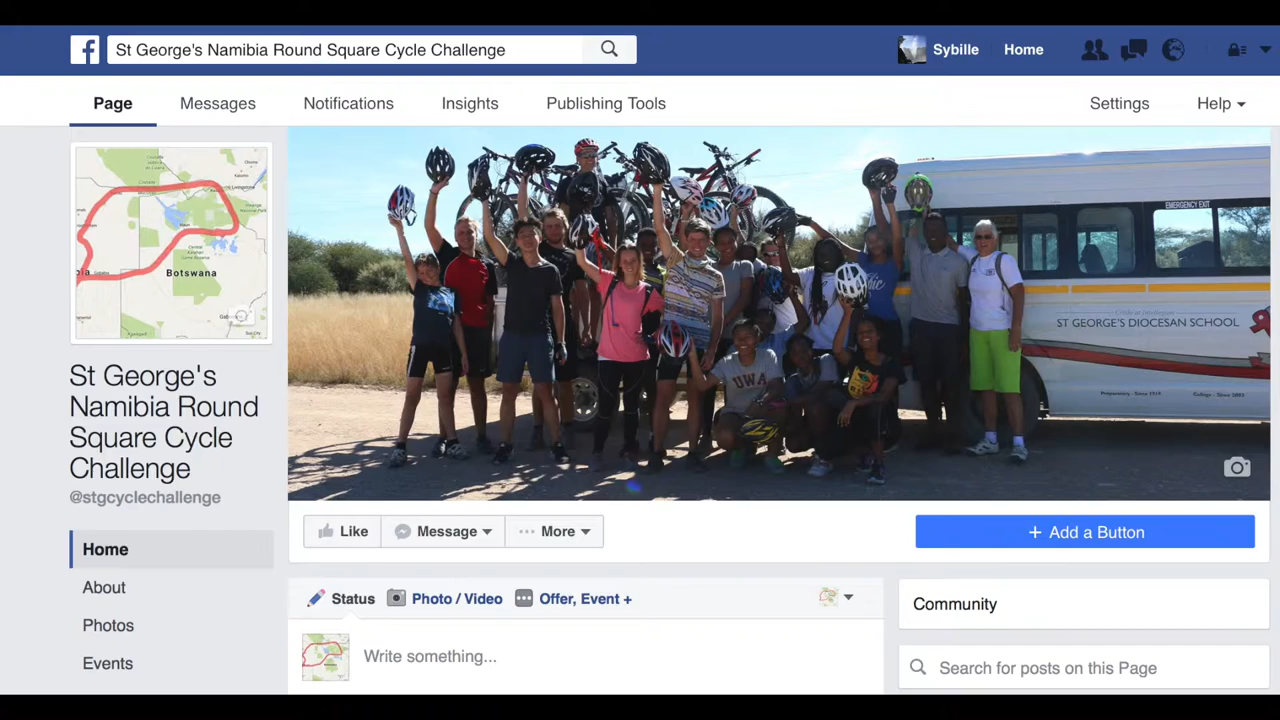 St George's Namibia Round Square Cycle Challenge
Sybille Home
Page Messages Notifications Insights Publishing Tools Settings Help
Botswana
EMERGENCY EXIT
ST GEORGE'S DIOCESAN SCHOOL
UWA
St George's
Namibia Round
Square Cycle
Challenge
@stgcyclechallenge
Like Message More + Add a Button
Home
About
Photos
Events
Status Photo / Video Offer, Event +
Write something...
Community
Search for posts on this Page